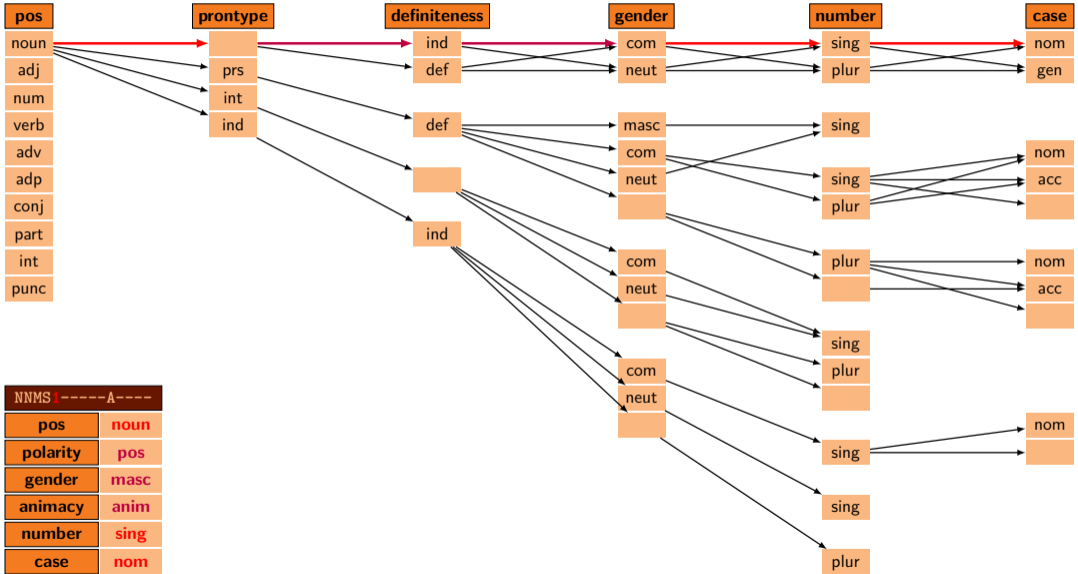 pos prontype definiteness gender number case
noun ind com sing nom
adj prs def neut plur gen
num int
verb ind def masc sing
adv com nom
adp neut sing acc
conj plur
part ind
int com plur nom
punc neut acc
sing
com plur
NNMS1-----A----
neut
pos noun nom
polarity pos sing
gender masc
animacy anim sing
number sing
case nom plur